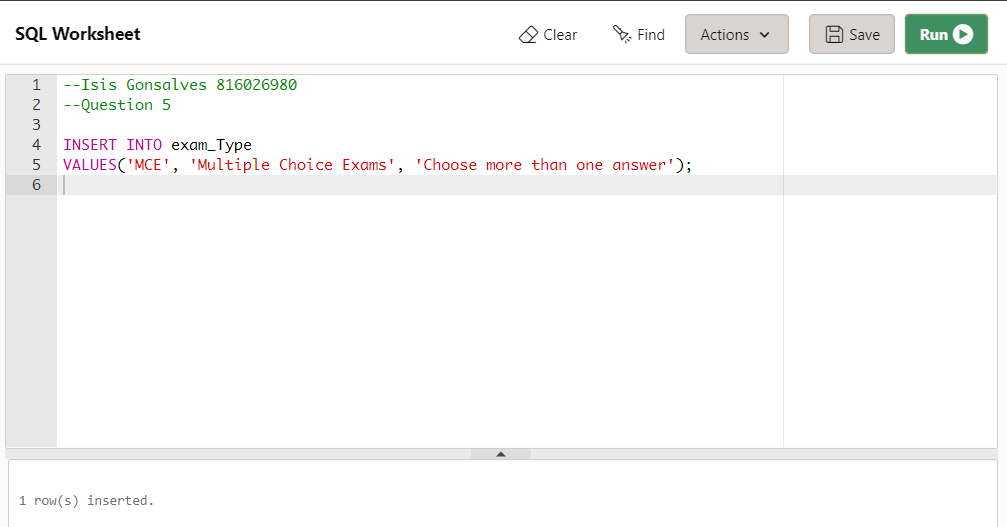 SQL Worksheet
Clear
Find
Actions
Save
Run
1 --Isis Gonsalves 816026980
2 --Question 5
3
4 INSERT INTO exam_Type
5 VALUES('MCE', 'Multiple Choice Exams', 'Choose more than one answer');
6
1 row(s) inserted.